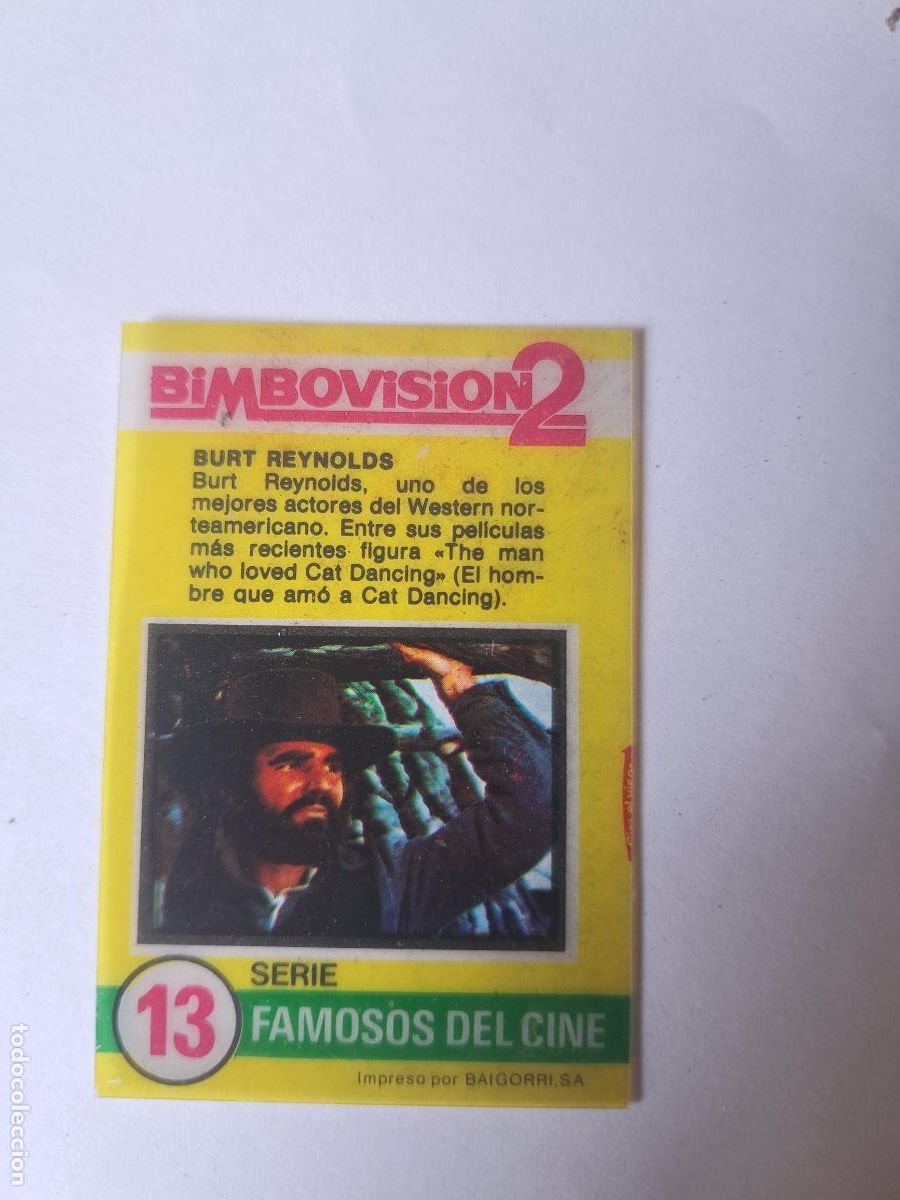 BiMBOViSiON2
BURT REYNOLDS
Burt Reynolds, uno de los
mejores actores del Western nor-
teamericano. Entre sus películas
más recientes figura «The man
who loved Cat Dancing» (El hom-
bre que amó a Cat Dancing).
SERIE
13
FAMOSOS DEL CINE
Impreso por BAIGORRI.S.A.
todocoleccion